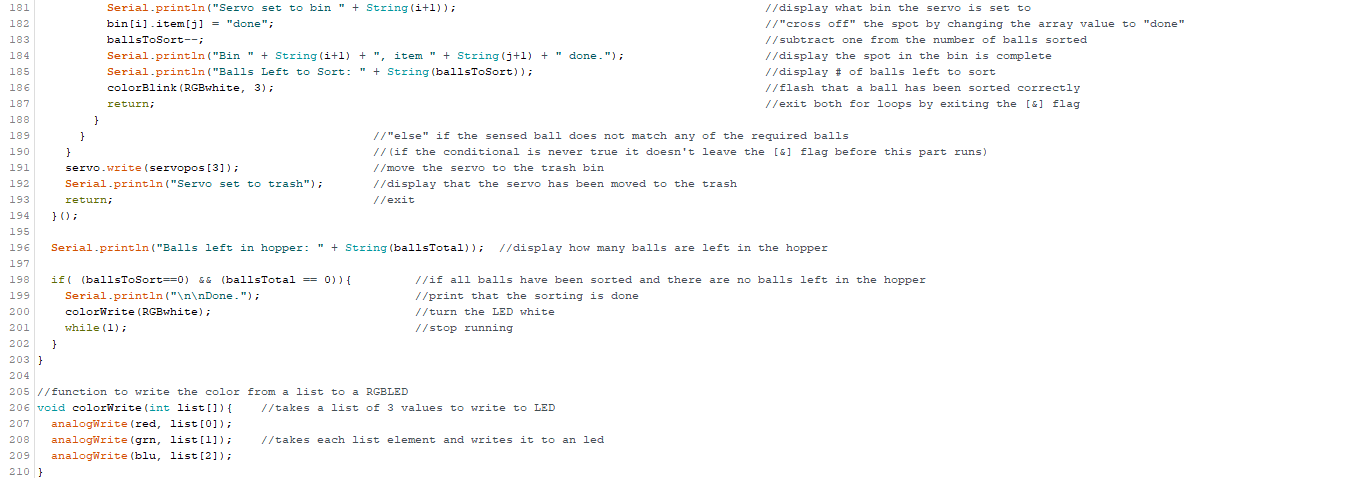 181 Serial.println("Servo set to bin " + String(i+1)); //display what bin the servo is set to
182 bin[i].item[j] = "done"; //"cross off" the spot by changing the array value to "done"
183 ballsToSort--; //subtract one from the number of balls sorted
184 Serial.println("Bin " + String(i+1) + ", item " + String(j+1) + " done."); //display the spot in the bin is complete
185 Serial.println("Balls Left to Sort: " + String(ballsToSort)); //display # of balls left to sort
186 colorBlink(RGBwhite, 3); //flash that a ball has been sorted correctly
187 return; //exit both for loops by exiting the [&] flag
188 }
189 } //"else" if the sensed ball does not match any of the required balls
190 } //(if the conditional is never true it doesn't leave the [&] flag before this part runs)
191 servo.write(servopos[3]); //move the servo to the trash bin
192 Serial.println("Servo set to trash"); //display that the servo has been moved to the trash
193 return; //exit
194 }();
195
196 Serial.println("Balls left in hopper: " + String(ballsTotal)); //display how many balls are left in the hopper
197
198 if( (ballsToSort==0) && (ballsTotal == 0)){ //if all balls have been sorted and there are no balls left in the hopper
199 Serial.println("\n\nDone."); //print that the sorting is done
200 colorWrite(RGBwhite); //turn the LED white
201 while(1); //stop running
202 }
203 }
204
205 //function to write the color from a list to a RGBLED
206 void colorWrite(int list[]){ //takes a list of 3 values to write to LED
207 analogWrite(red, list[0]);
208 analogWrite(grn, list[1]); //takes each list element and writes it to an led
209 analogWrite(blu, list[2]);
210 }